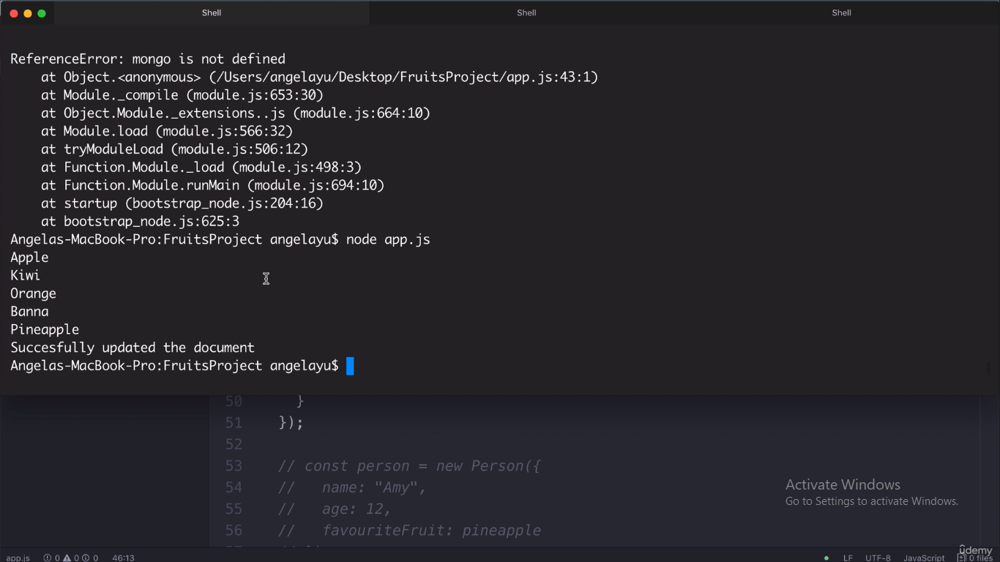 Shell
Shell
Shell
ReferenceError: mongo is not defined
    at Object.<anonymous> (/Users/angelayu/Desktop/FruitsProject/app.js:43:1)
    at Module._compile (module.js:653:30)
    at Object.Module._extensions..js (module.js:664:10)
    at Module.load (module.js:566:32)
    at tryModuleLoad (module.js:506:12)
    at Function.Module._load (module.js:498:3)
    at Function.Module.runMain (module.js:694:10)
    at startup (bootstrap_node.js:204:16)
    at bootstrap_node.js:625:3
Angelas-MacBook-Pro:FruitsProject angelayu$ node app.js
Apple
Kiwi
Orange
Banna
Pineapple
Succesfully updated the document
Angelas-MacBook-Pro:FruitsProject angelayu$
50 }
51 });
52
53 // const person = new Person({
54 //   name: "Amy",
55 //   age: 12,
56 //   favouriteFruit: pineapple
Activate Windows
Go to Settings to activate Windows.
app.js 0 0 0 46:13 LF UTF-8 JavaScript 0 files
ûdemy